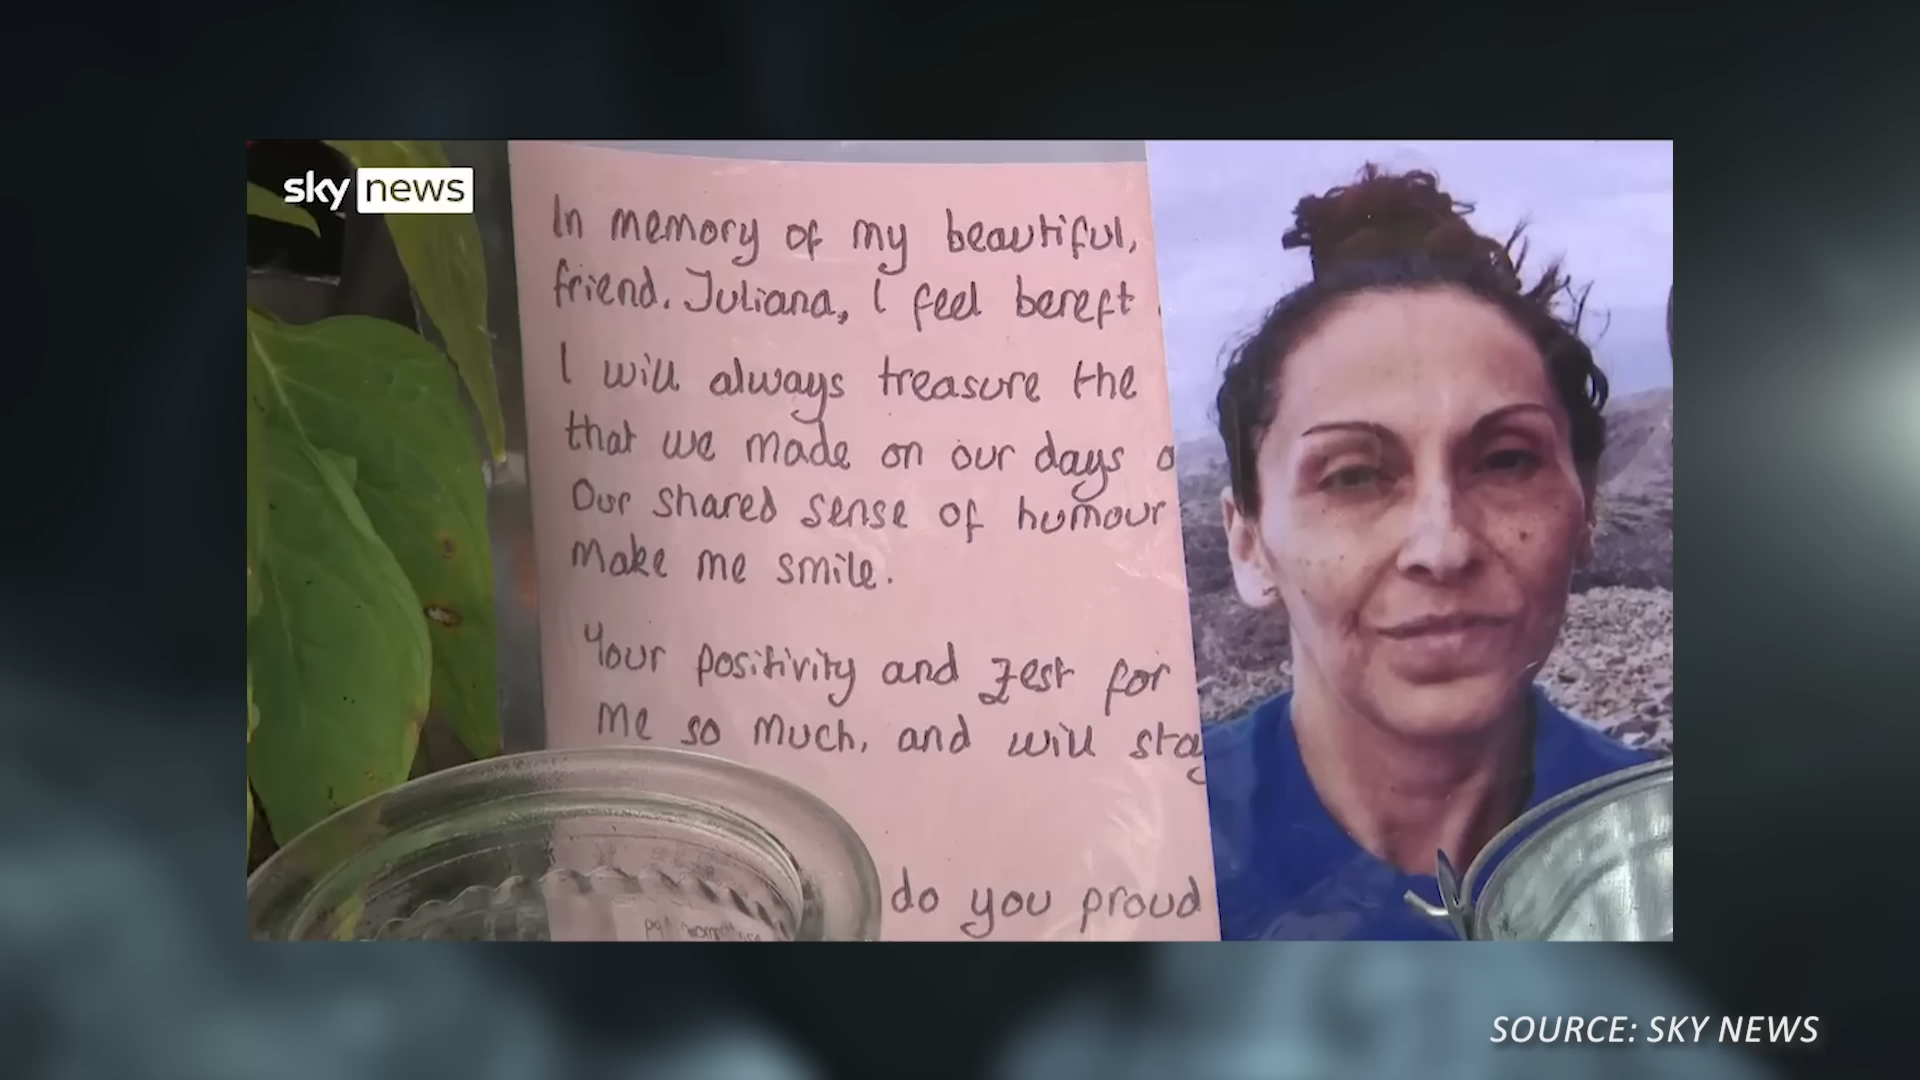 sky news
In memory of my beautiful,
friend. Juliana, I feel bereft
I will always treasure the
that we made on our days o
Our shared sense of humour
make me smile.
Your positivity and zest for
me so much, and will stay
do you proud
SOURCE: SKY NEWS